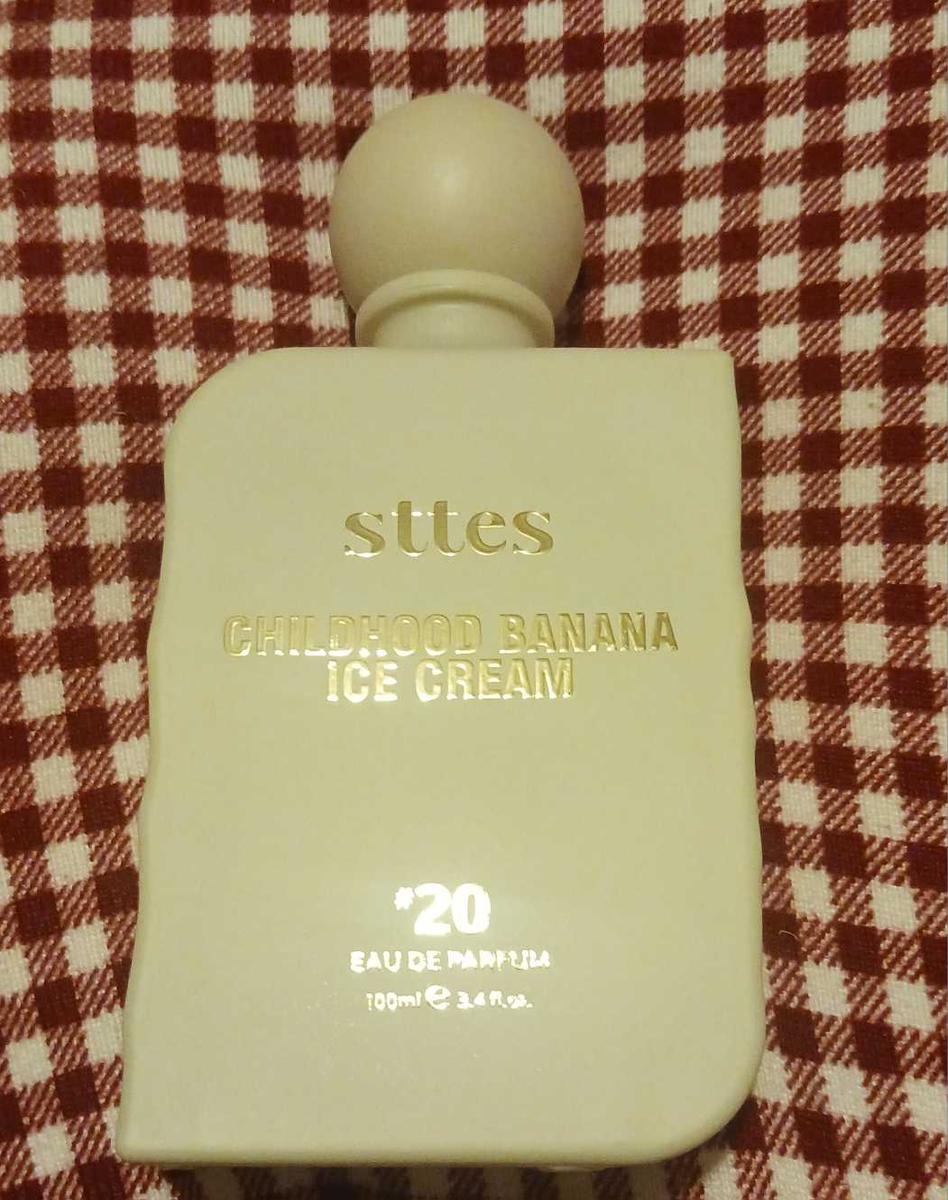 sttes
CHILDHOOD BANANA
ICE CREAM
#20
EAU DE PARFUM
100ml e 3.4 fl.oz.